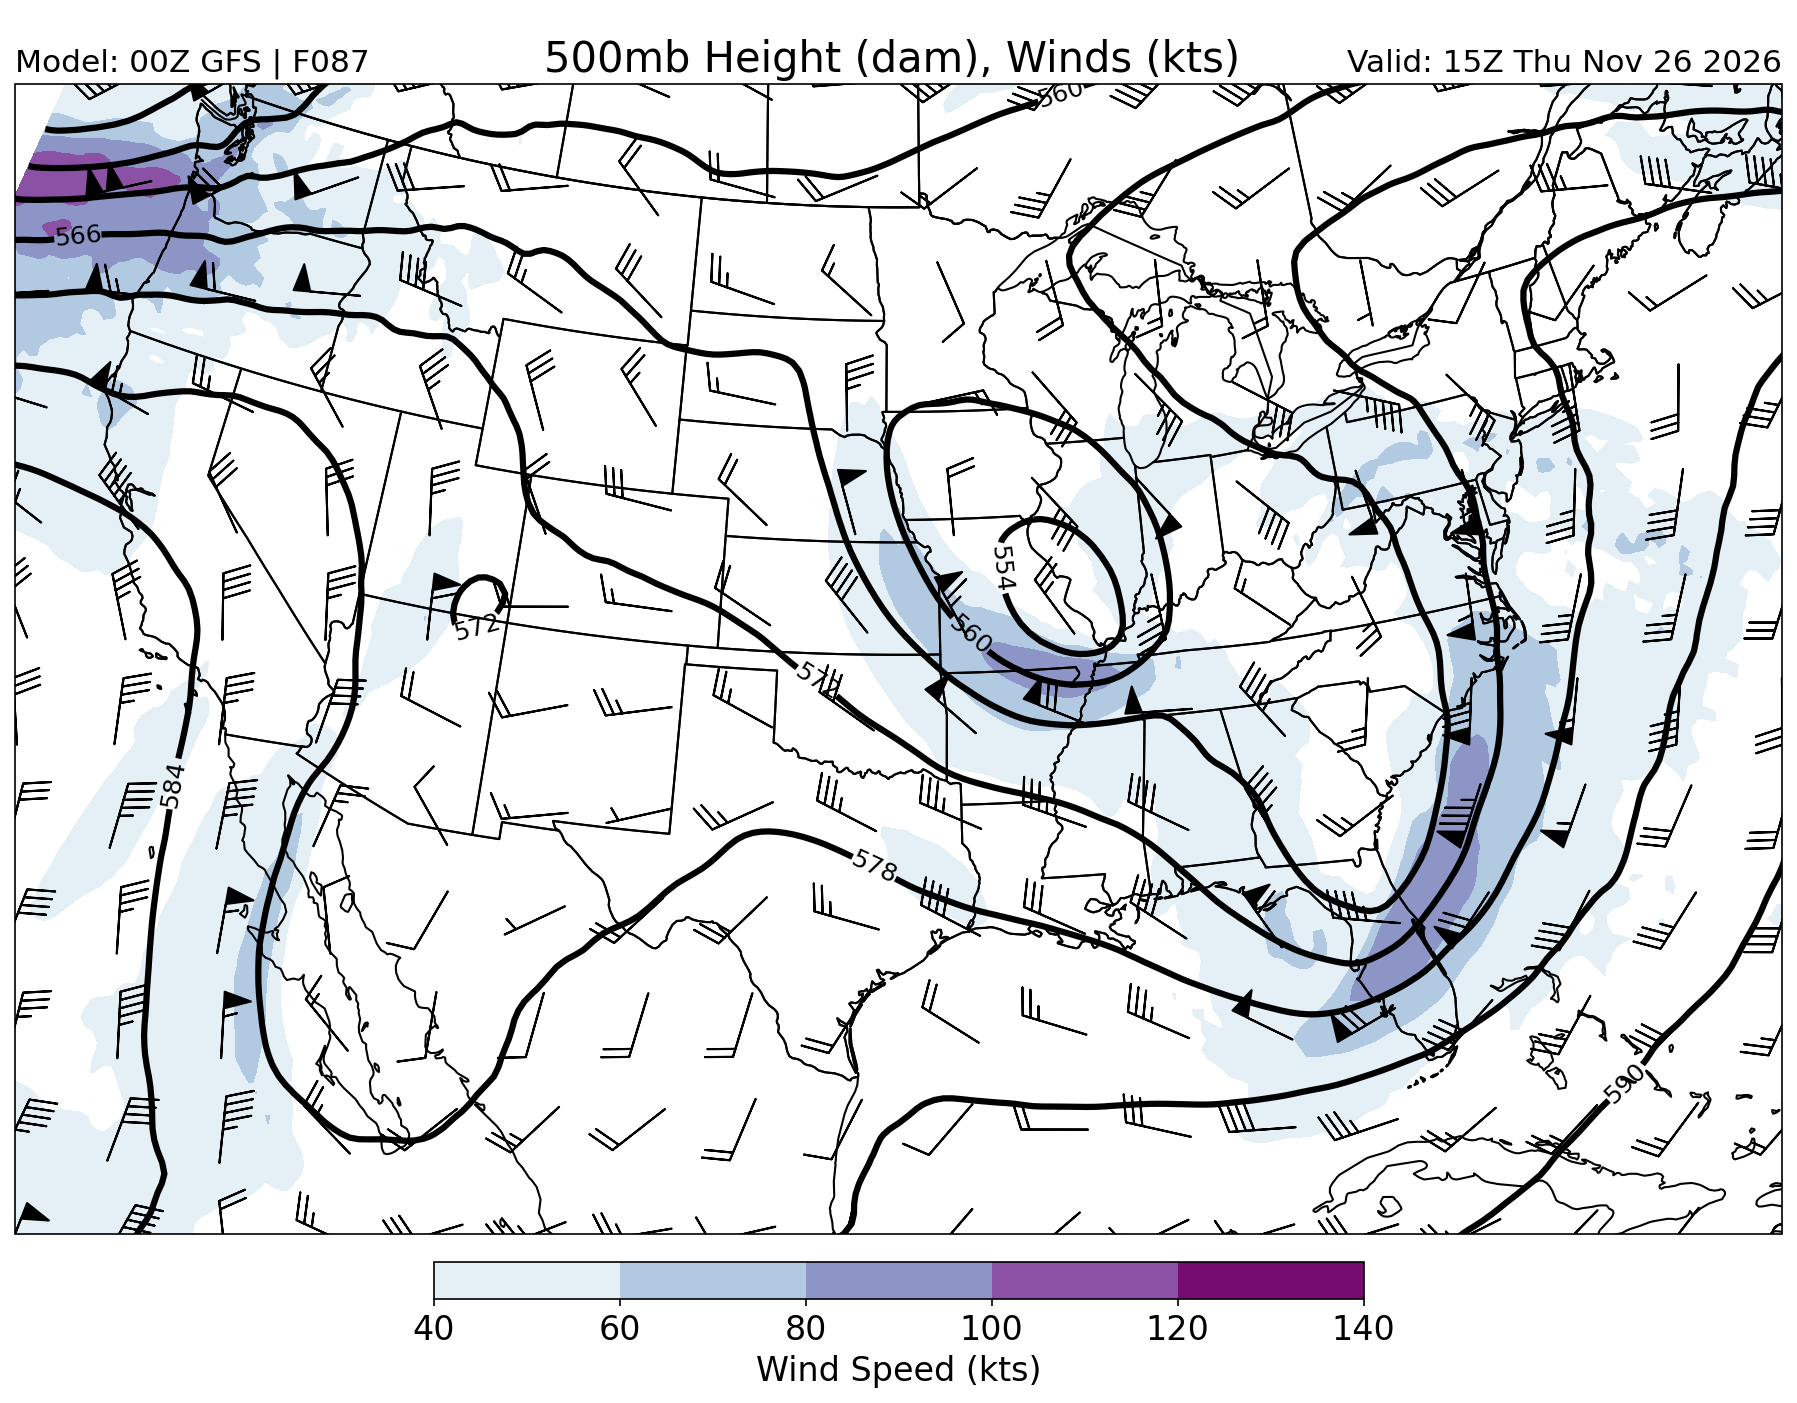 Model: 00Z GFS | F087
500mb Height (dam), Winds (kts)
Valid: 15Z Thu Nov 26 2026
560
566
554
560
572
572
584
578
590
40 60 80 100 120 140
Wind Speed (kts)